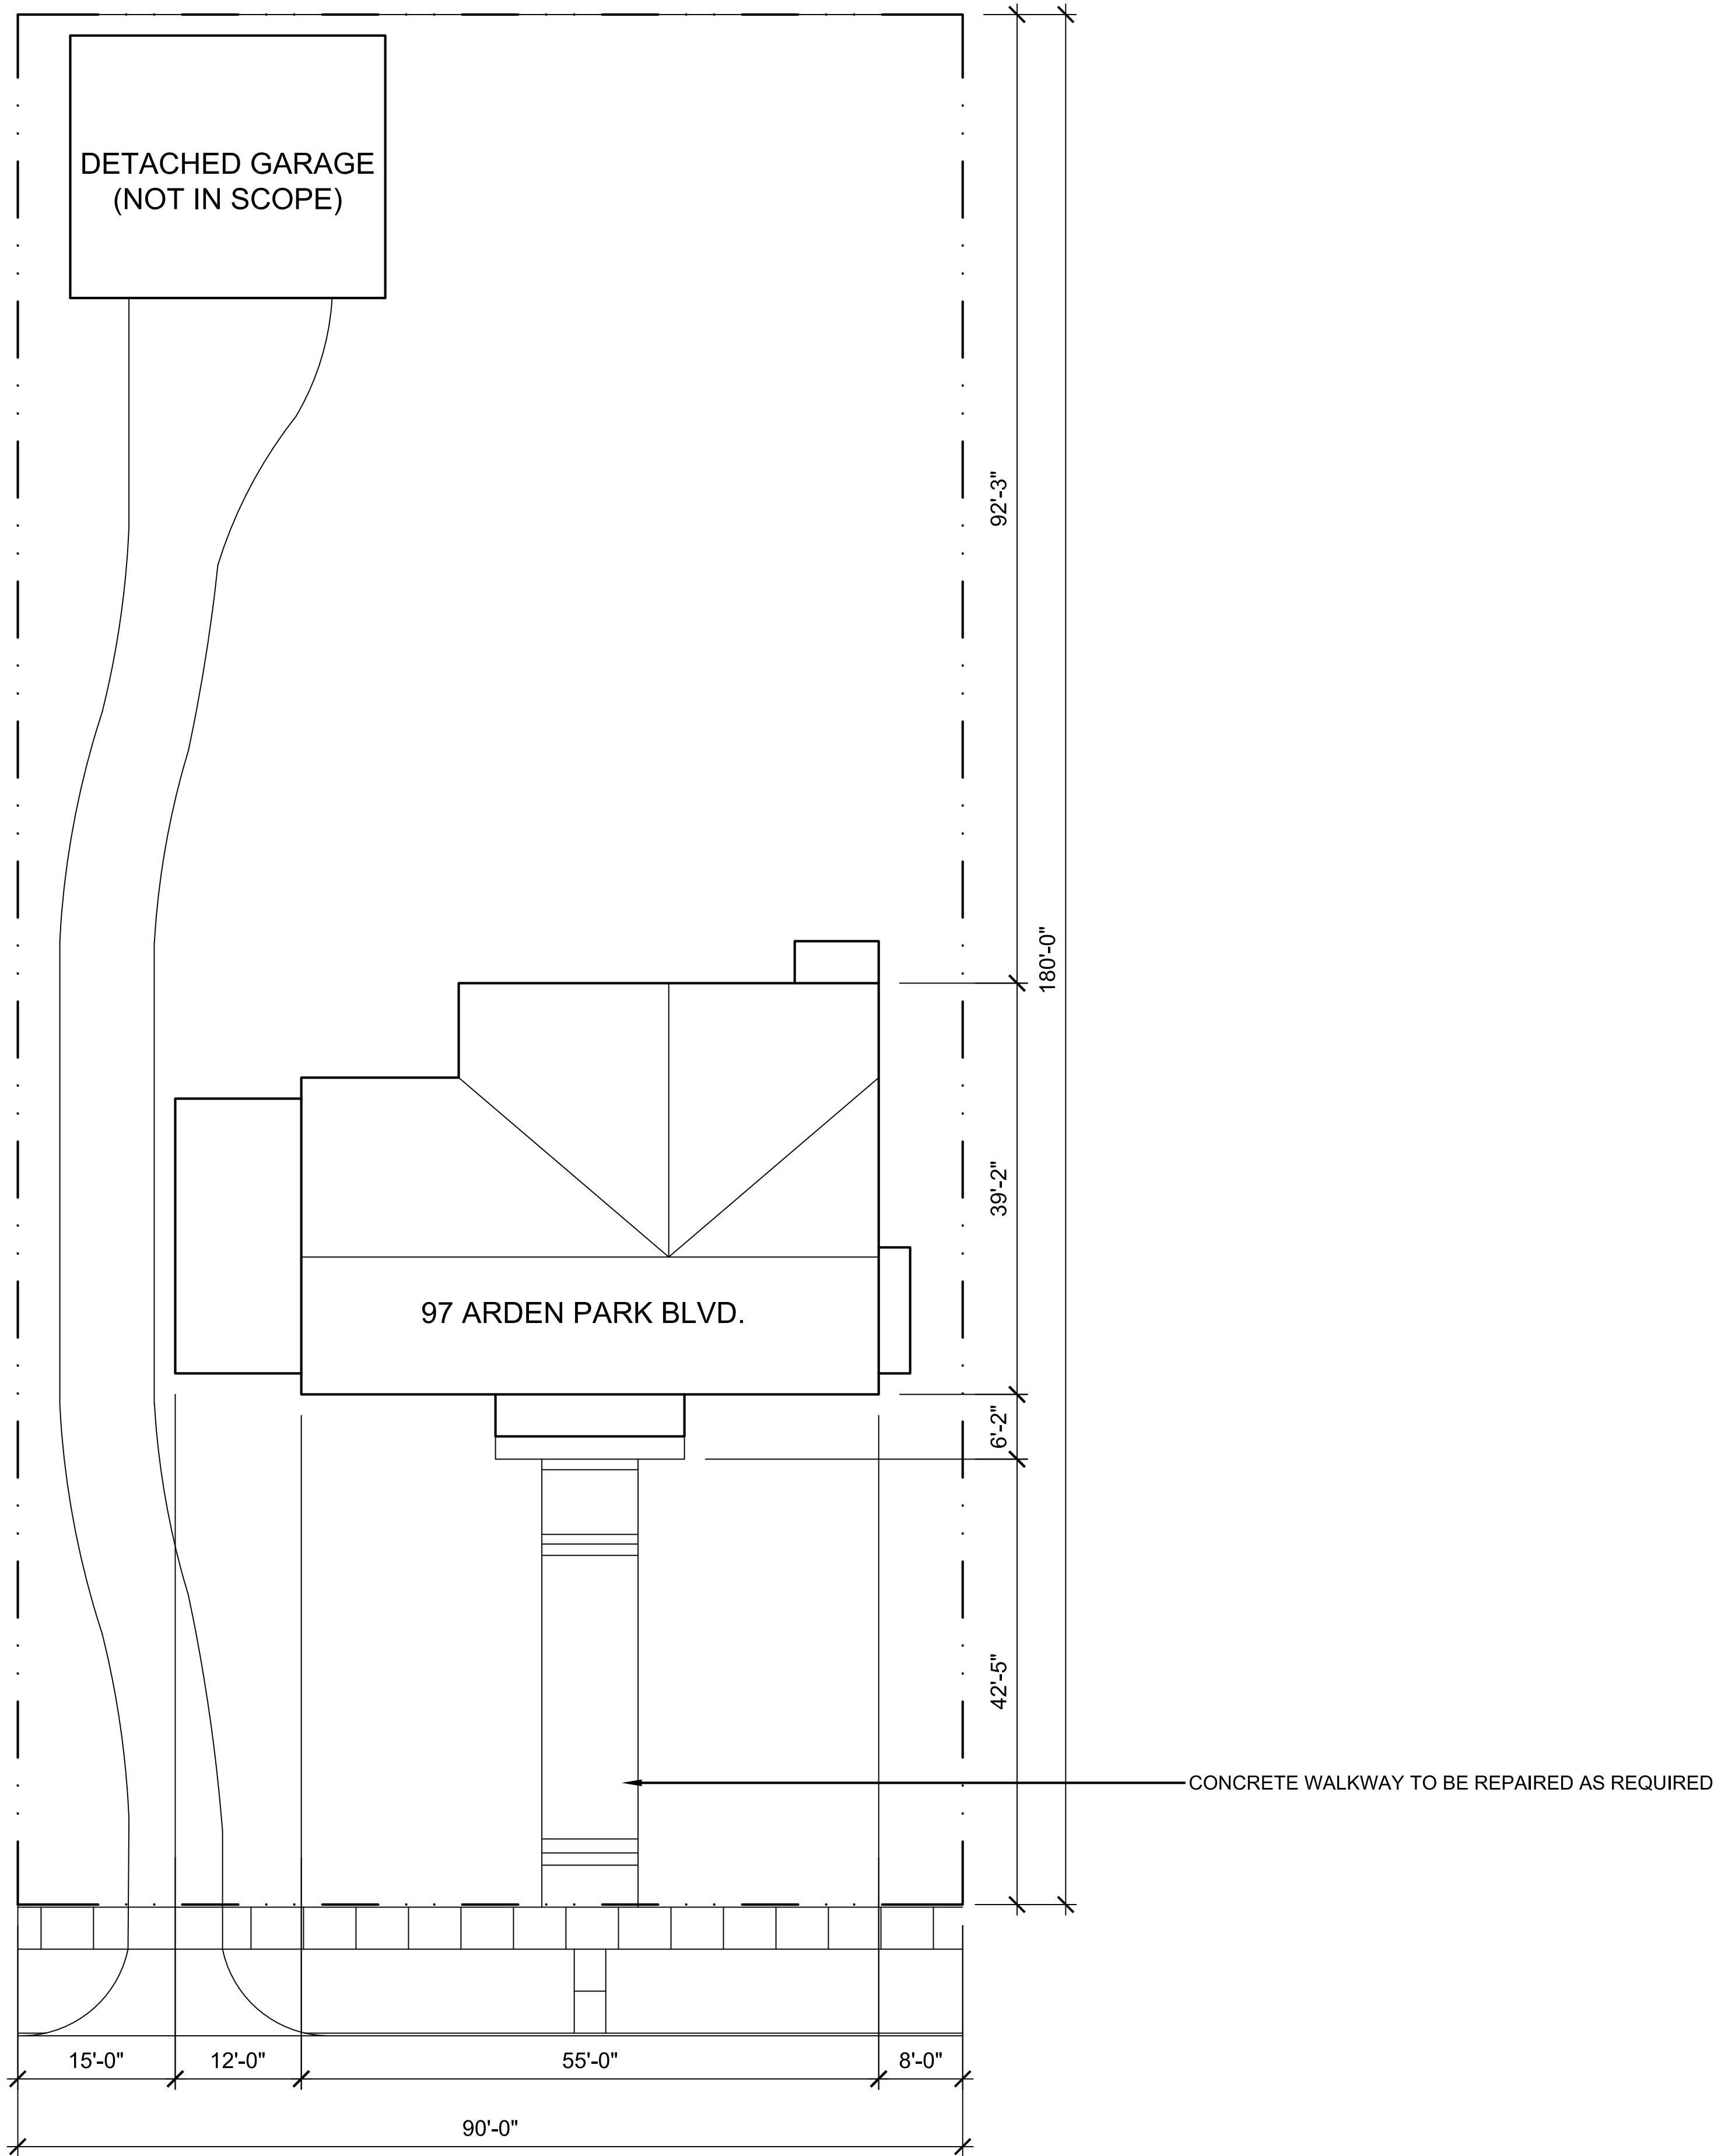 DETACHED GARAGE
(NOT IN SCOPE)
92'-3"
180'-0"
39'-2"
97 ARDEN PARK BLVD.
6'-2"
42'-5"
CONCRETE WALKWAY TO BE REPAIRED AS REQUIRED
15'-0"
12'-0"
55'-0"
8'-0"
90'-0"